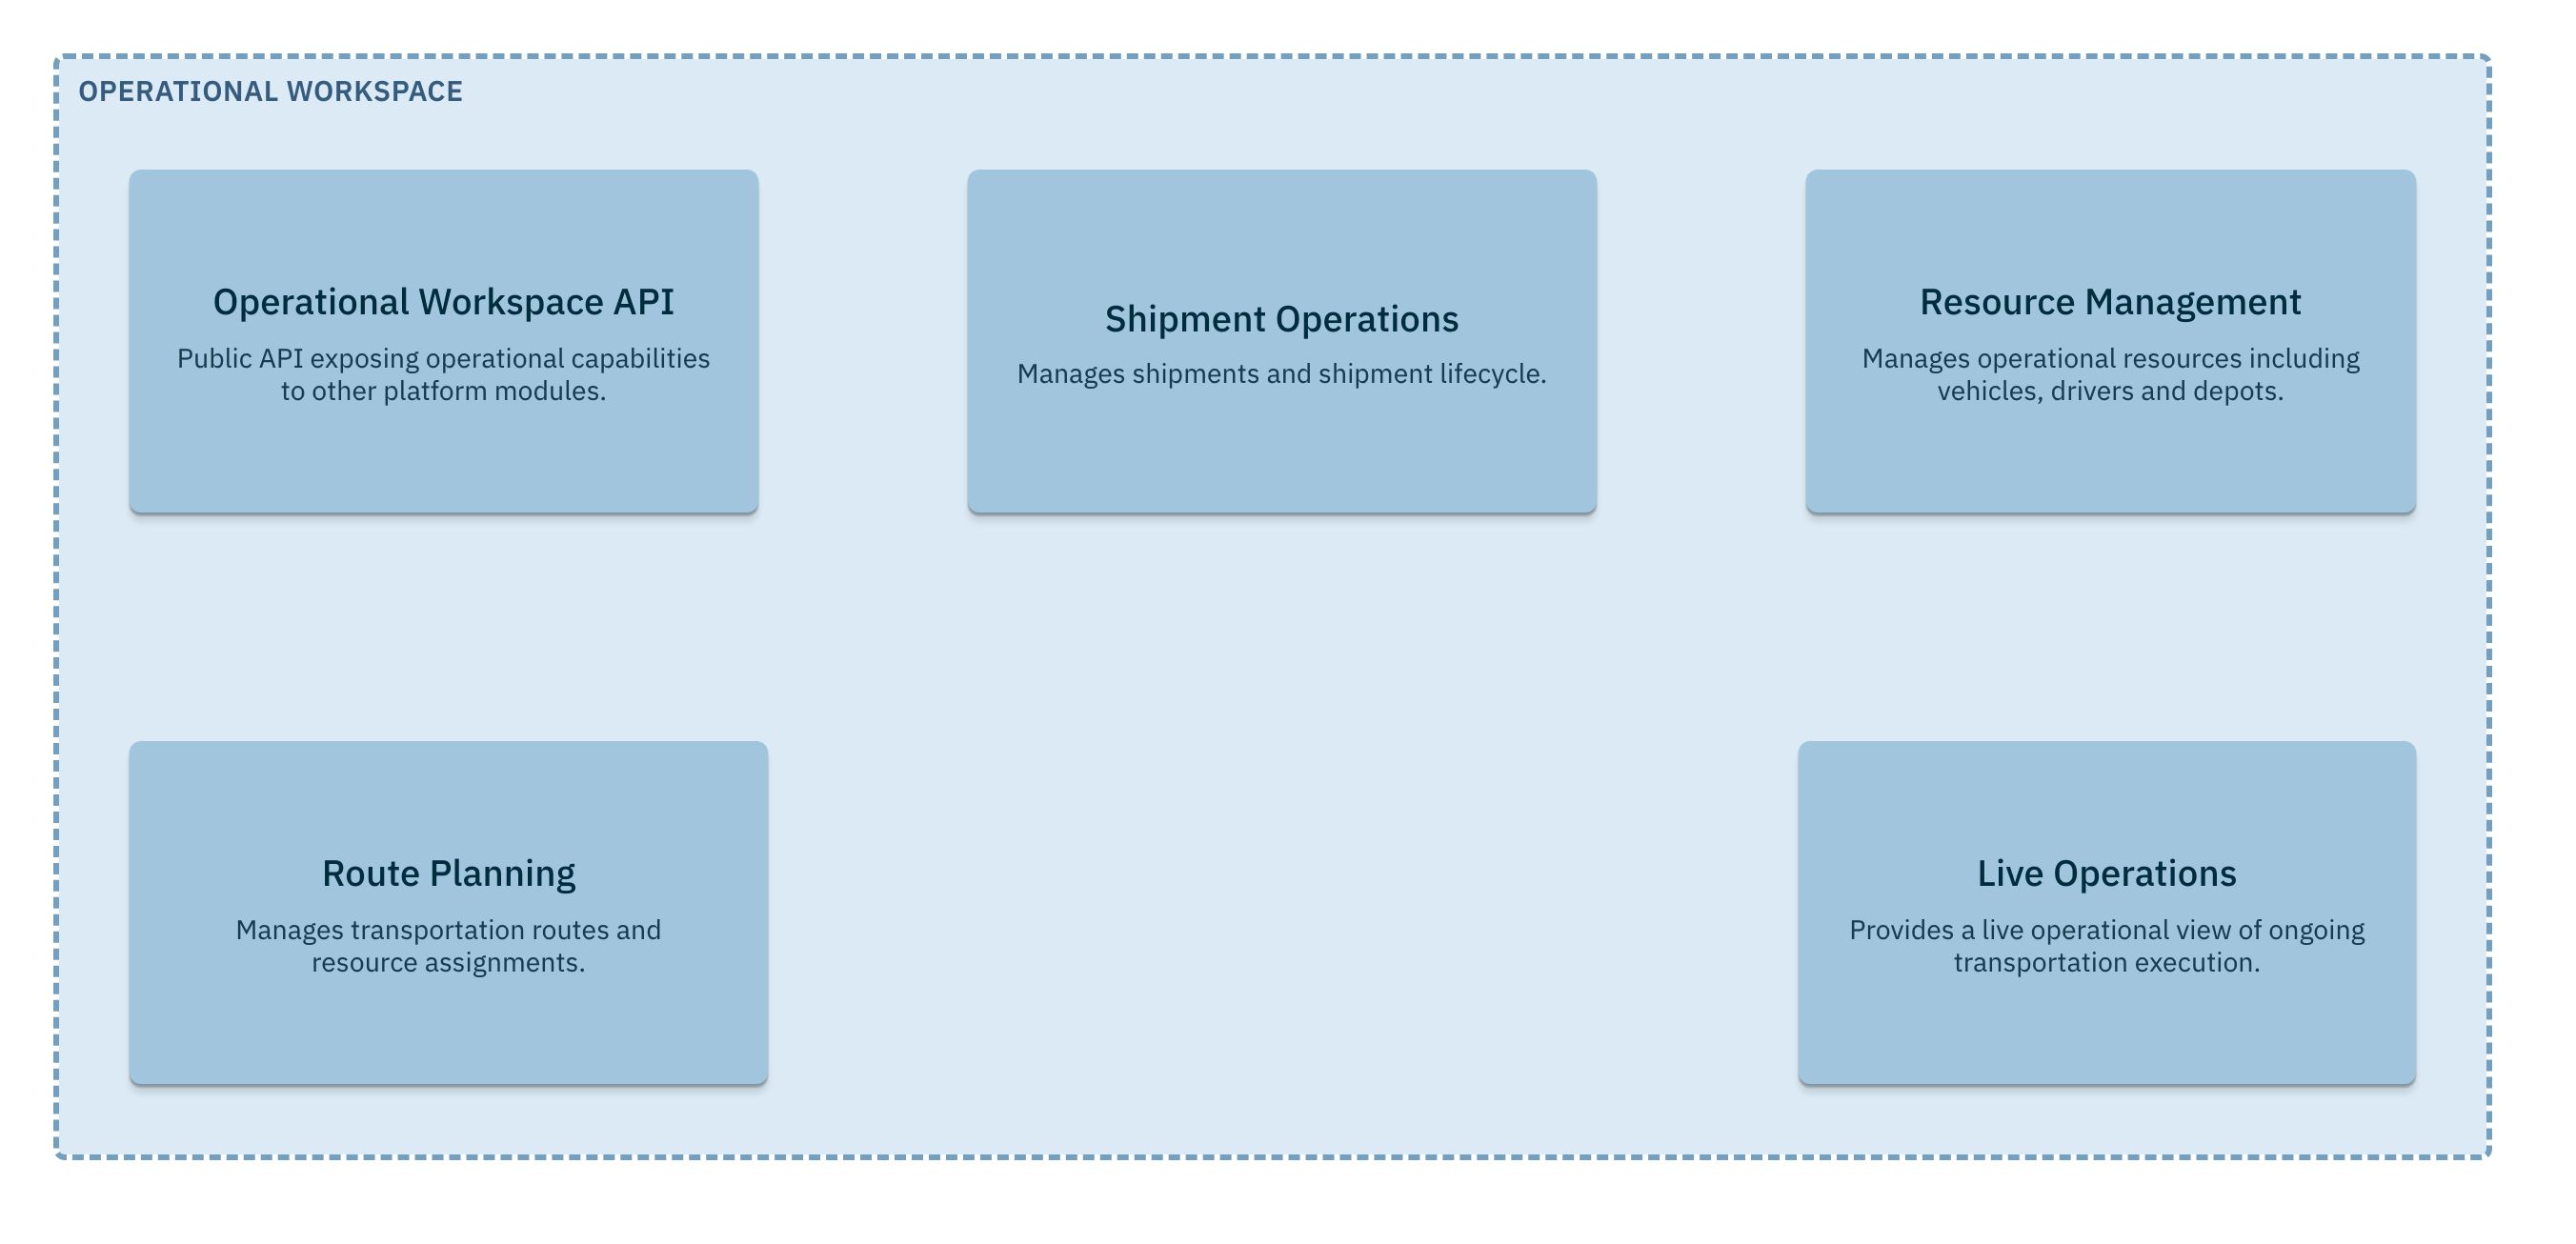 OPERATIONAL WORKSPACE
Operational Workspace API
Public API exposing operational capabilities
to other platform modules.
Shipment Operations
Manages shipments and shipment lifecycle.
Resource Management
Manages operational resources including
vehicles, drivers and depots.
Route Planning
Manages transportation routes and
resource assignments.
Live Operations
Provides a live operational view of ongoing
transportation execution.